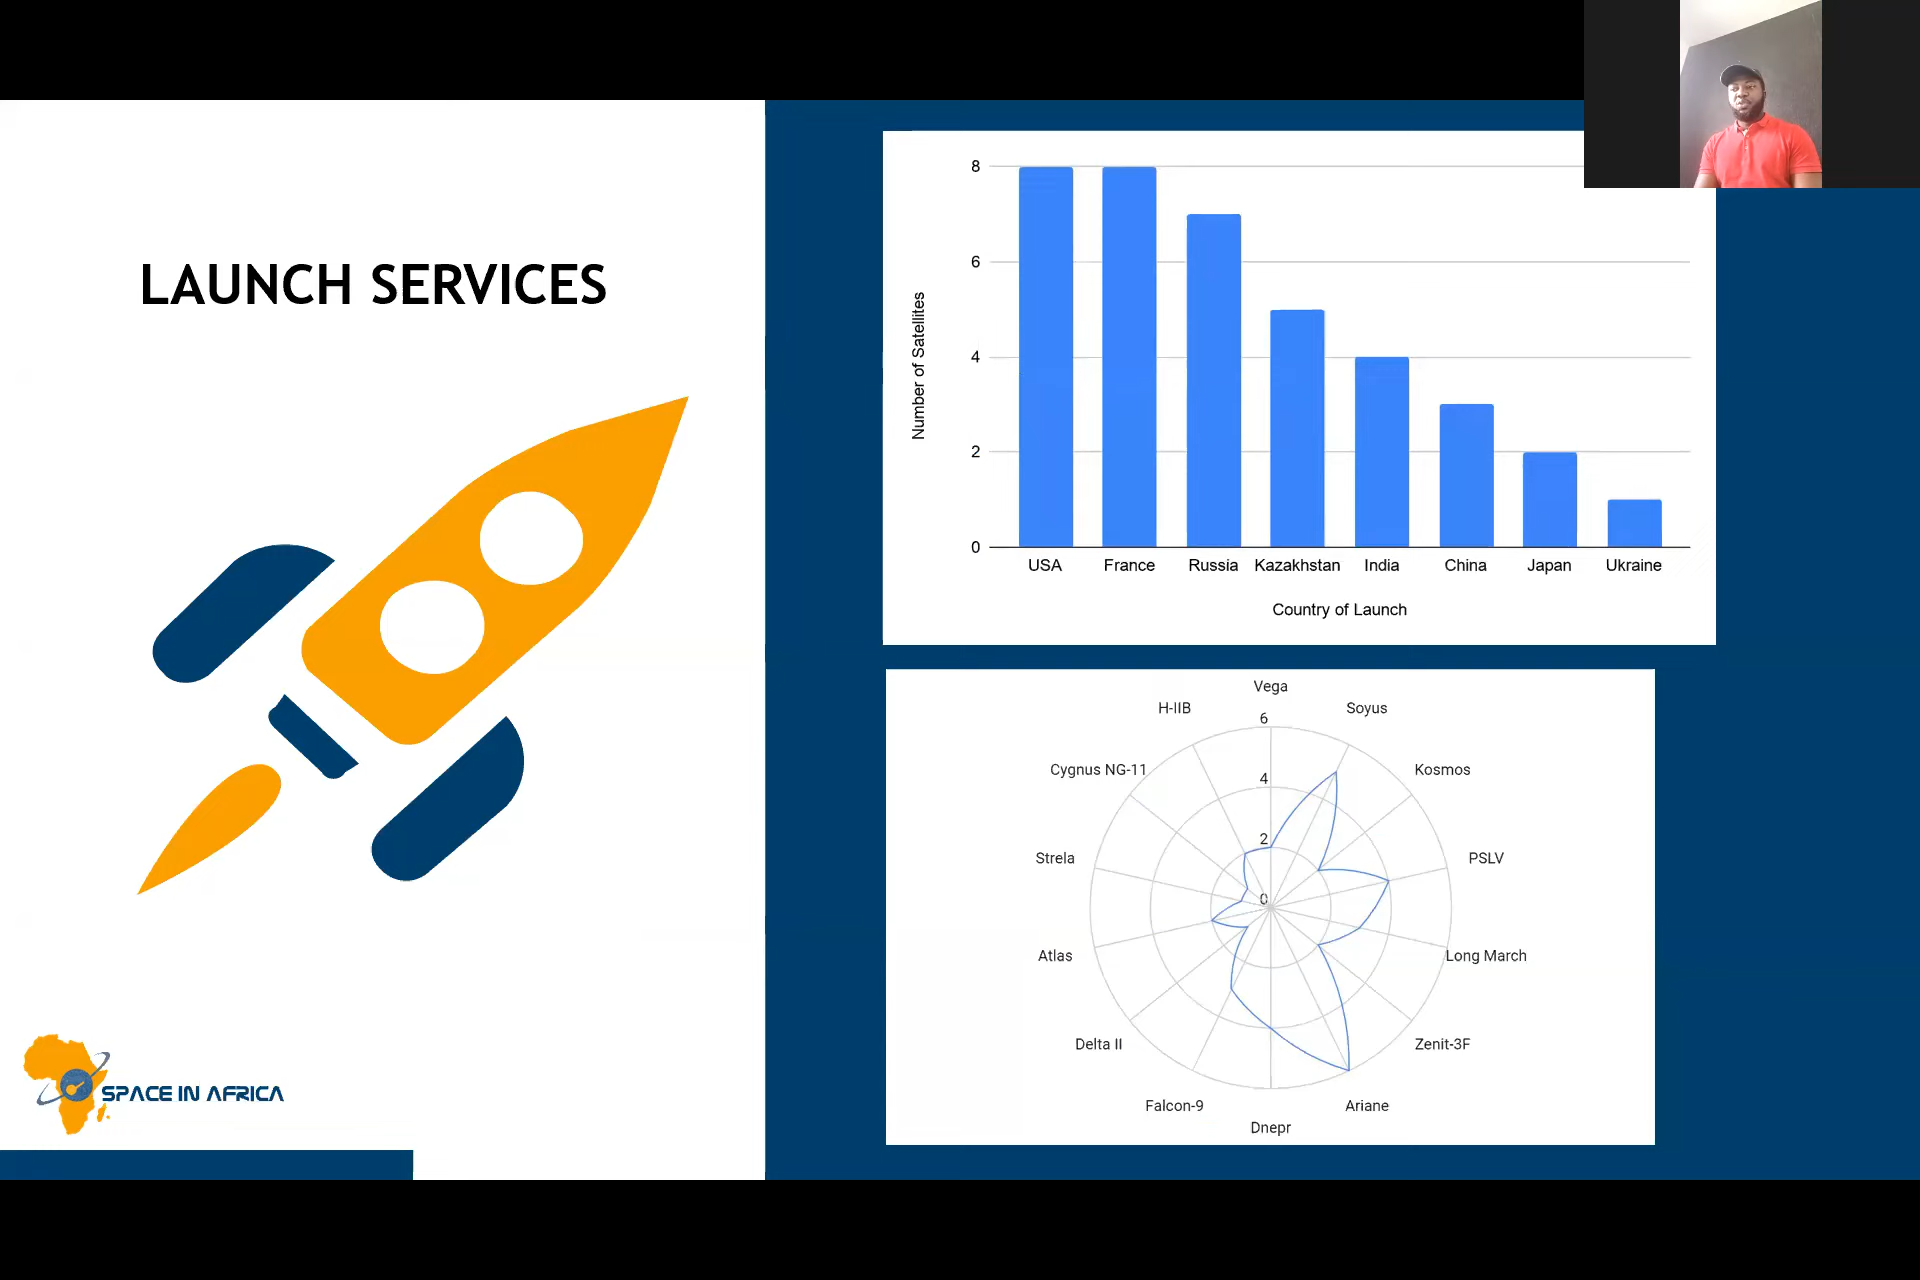 LAUNCH SERVICES
SPACE IN AFRICA
Number of Satellites
8
6
4
2
0
USA France Russia Kazakhstan India China Japan Ukraine
Country of Launch
Vega
H-IIB Soyus
6
Cygnus NG-11 Kosmos
4
2
Strela PSLV
0
Atlas Long March
Delta II Zenit-3F
Falcon-9 Ariane
Dnepr